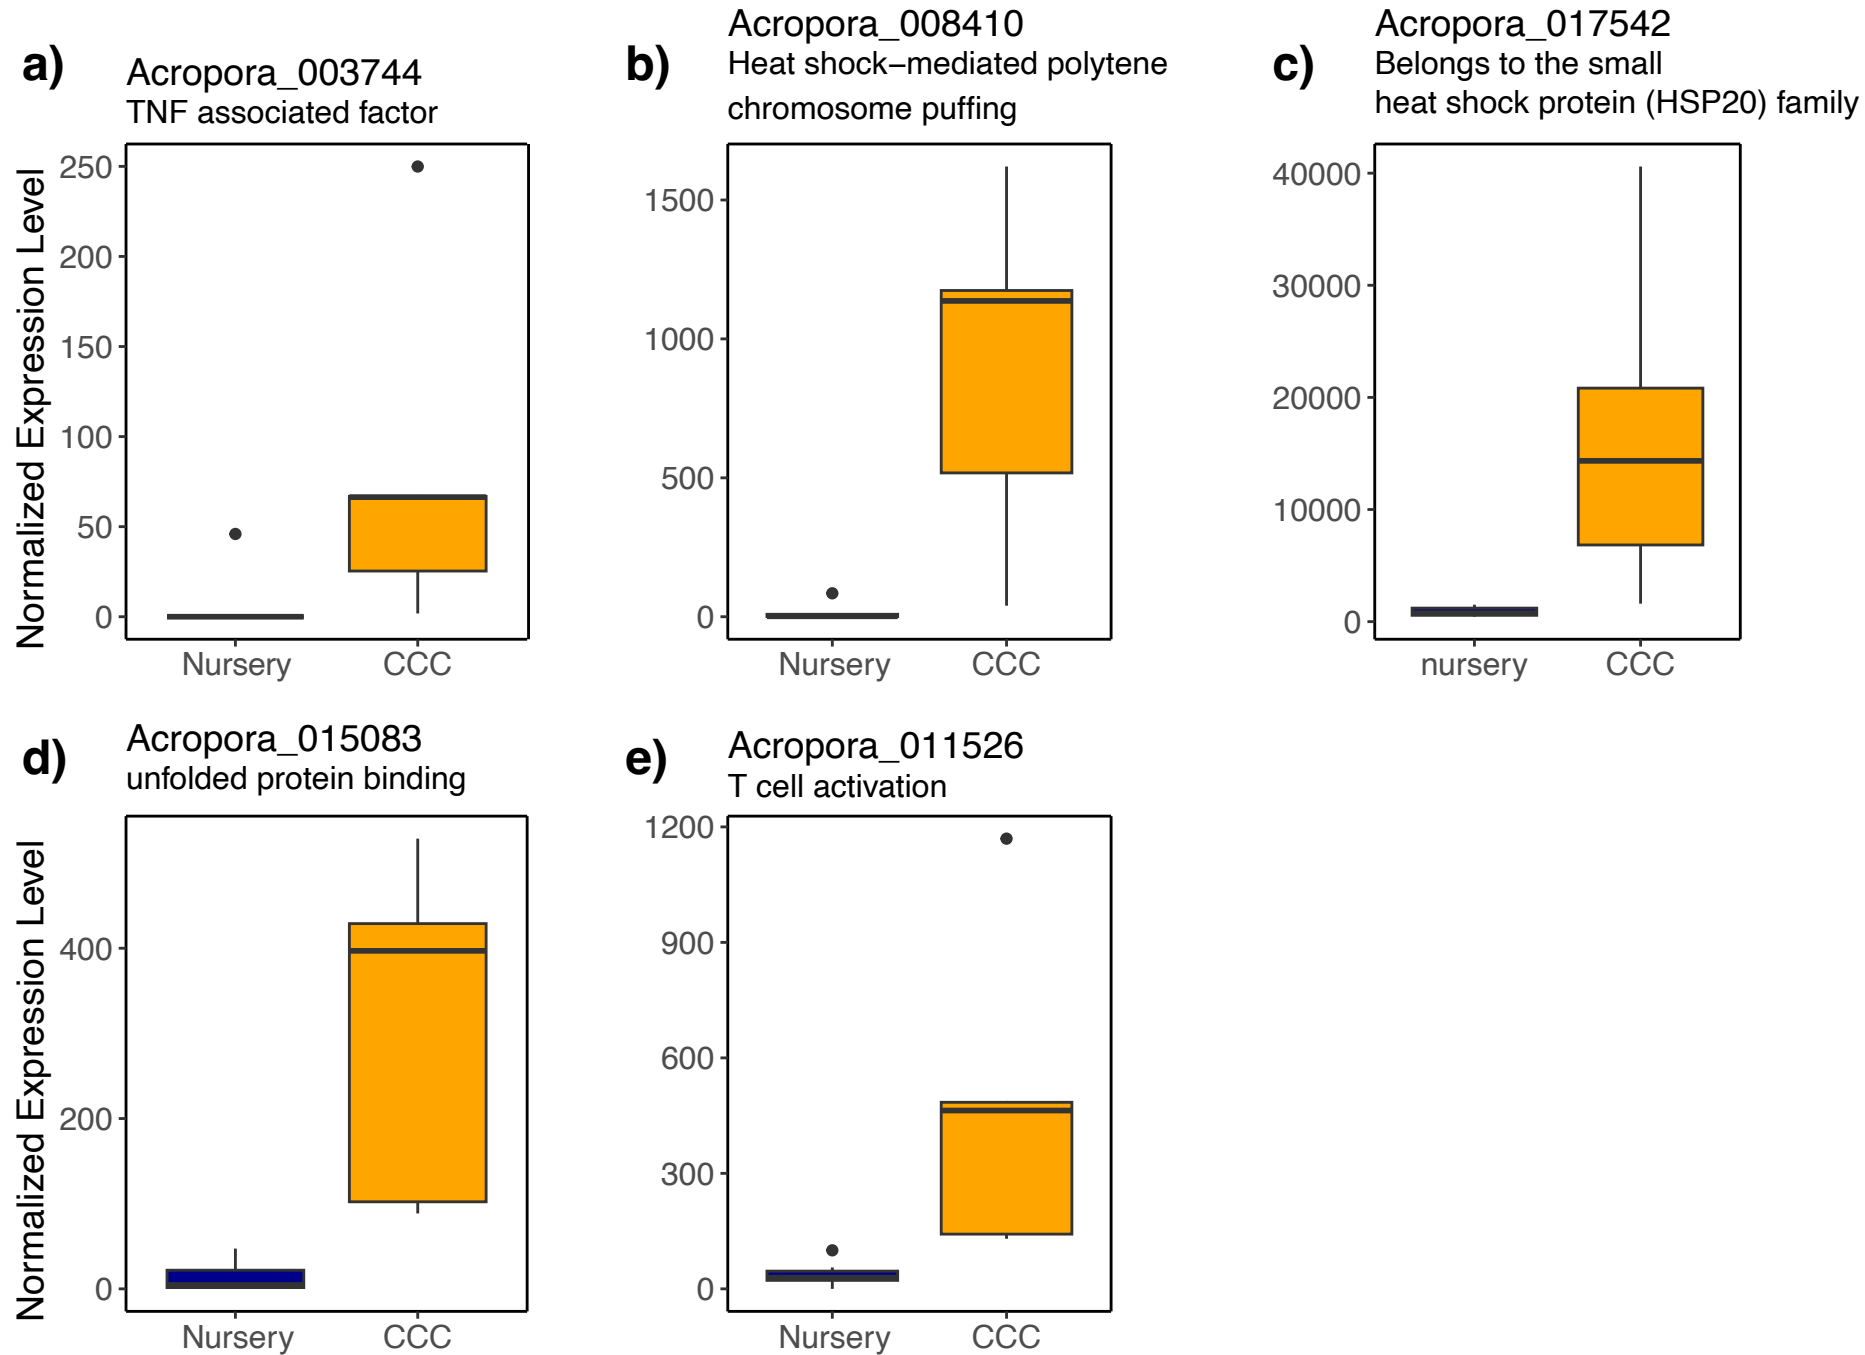 a)
Acropora_003744
TNF associated factor
Normalized Expression Level
250
200
150
100
50
0
Nursery
CCC
b)
Acropora_008410
Heat shock−mediated polytene
chromosome puffing
1500
1000
500
0
Nursery
CCC
c)
Acropora_017542
Belongs to the small
heat shock protein (HSP20) family
40000
30000
20000
10000
0
nursery
CCC
d)
Acropora_015083
unfolded protein binding
Normalized Expression Level
400
200
0
Nursery
CCC
e)
Acropora_011526
T cell activation
1200
900
600
300
0
Nursery
CCC